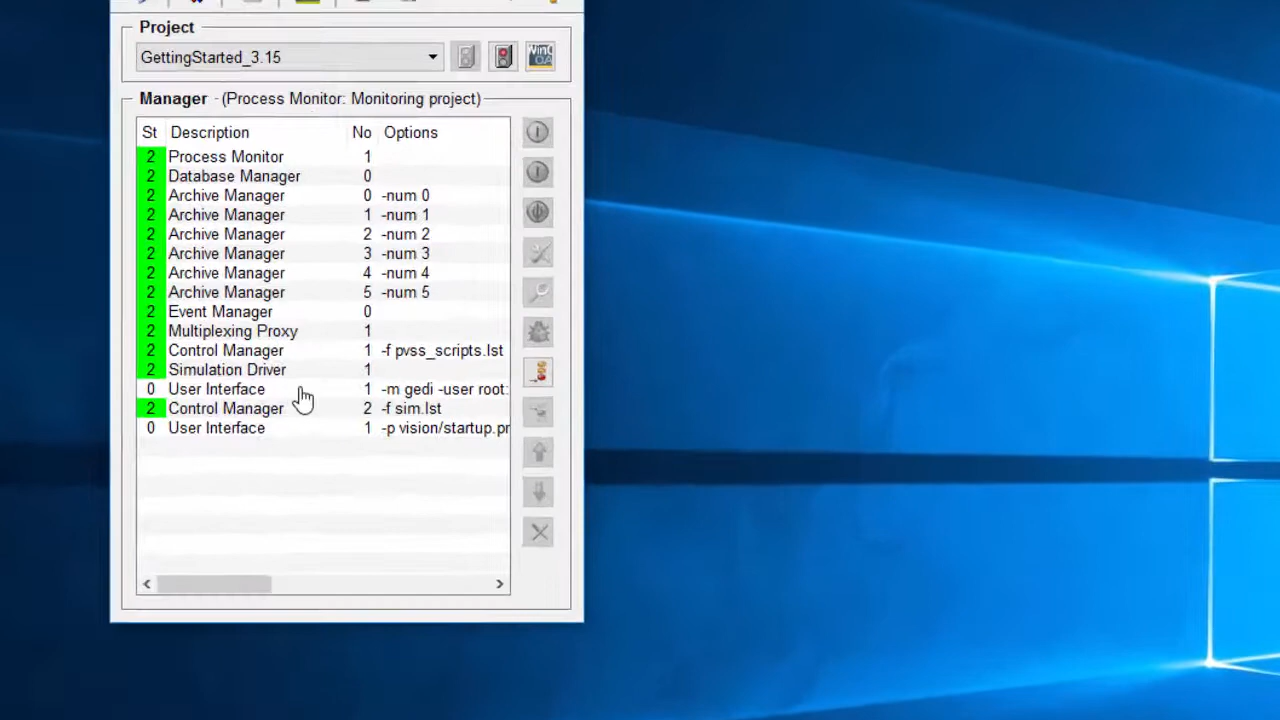 Project
GettingStarted_3.15
WinCC
OA
Manager - (Process Monitor: Monitoring project)
St Description No Options
2 Process Monitor 1
2 Database Manager 0
2 Archive Manager 0 -num 0
2 Archive Manager 1 -num 1
2 Archive Manager 2 -num 2
2 Archive Manager 3 -num 3
2 Archive Manager 4 -num 4
2 Archive Manager 5 -num 5
2 Event Manager 0
2 Multiplexing Proxy 1
2 Control Manager 1 -f pvss_scripts.lst
2 Simulation Driver 1
0 User Interface 1 -m gedi -user root:
2 Control Manager 2 -f sim.lst
0 User Interface 1 -p vision/startup.pr